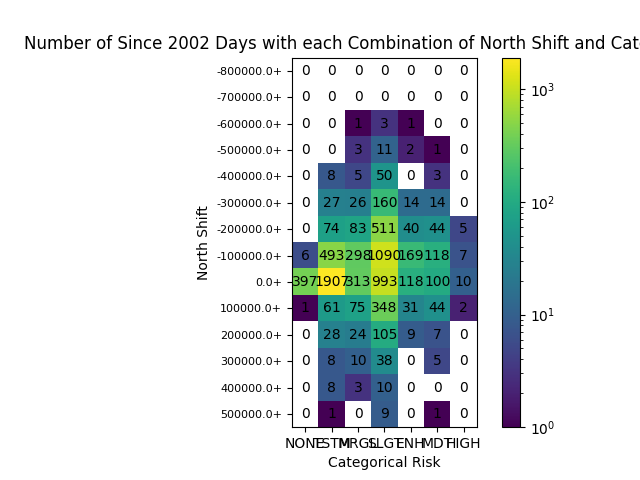 Number of Since 2002 Days with each Combination of North Shift and Cat
-800000.0+ 0 0 0 0 0 0 0
-700000.0+ 0 0 0 0 0 0 0
-600000.0+ 0 0 1 3 1 0 0
-500000.0+ 0 0 3 11 2 1 0
-400000.0+ 0 8 5 50 0 3 0
-300000.0+ 0 27 26 160 14 14 0
-200000.0+ 0 74 83 511 40 44 5
-100000.0+ 6 493 298 1090 169 118 7
0.0+ 397 1907 313 993 118 100 10
100000.0+ 1 61 75 348 31 44 2
200000.0+ 0 28 24 105 9 7 0
300000.0+ 0 8 10 38 0 5 0
400000.0+ 0 8 3 10 0 0 0
500000.0+ 0 1 0 9 0 1 0
NONE TSTM MRGL SLGT ENH MDT HIGH
Categorical Risk
North Shift
10³
10²
10¹
10⁰